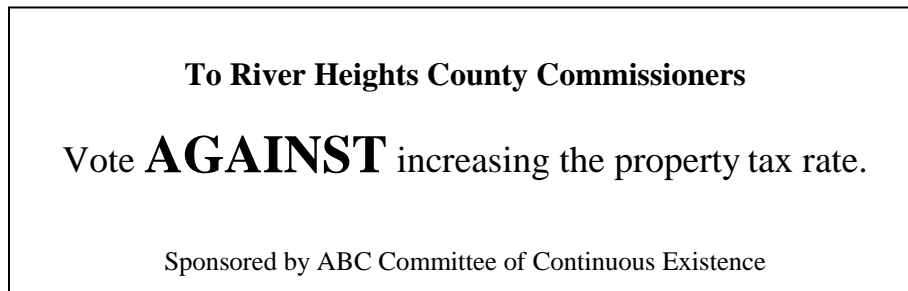 To River Heights County Commissioners
Vote AGAINST increasing the property tax rate.
Sponsored by ABC Committee of Continuous Existence